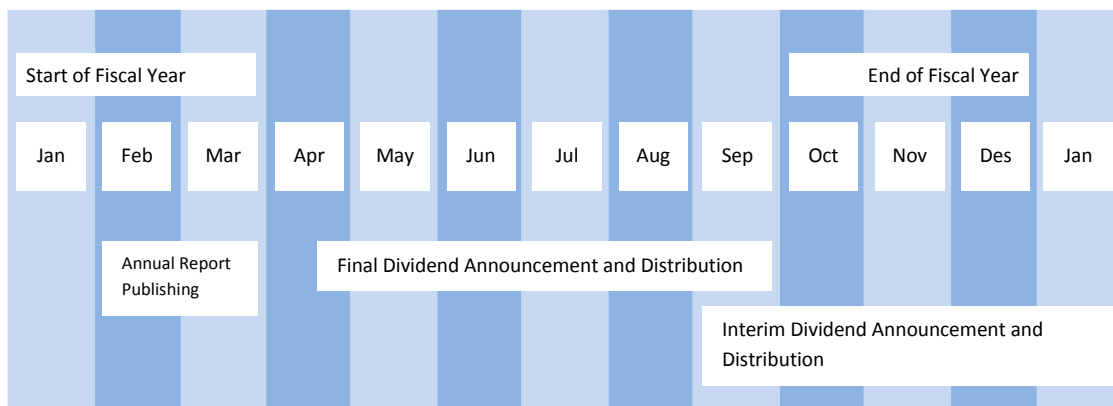 Start of Fiscal Year
End of Fiscal Year
Jan
Feb
Mar
Apr
May
Jun
Jul
Aug
Sep
Oct
Nov
Des
Jan
Annual Report
Publishing
Final Dividend Announcement and Distribution
Interim Dividend Announcement and
Distribution